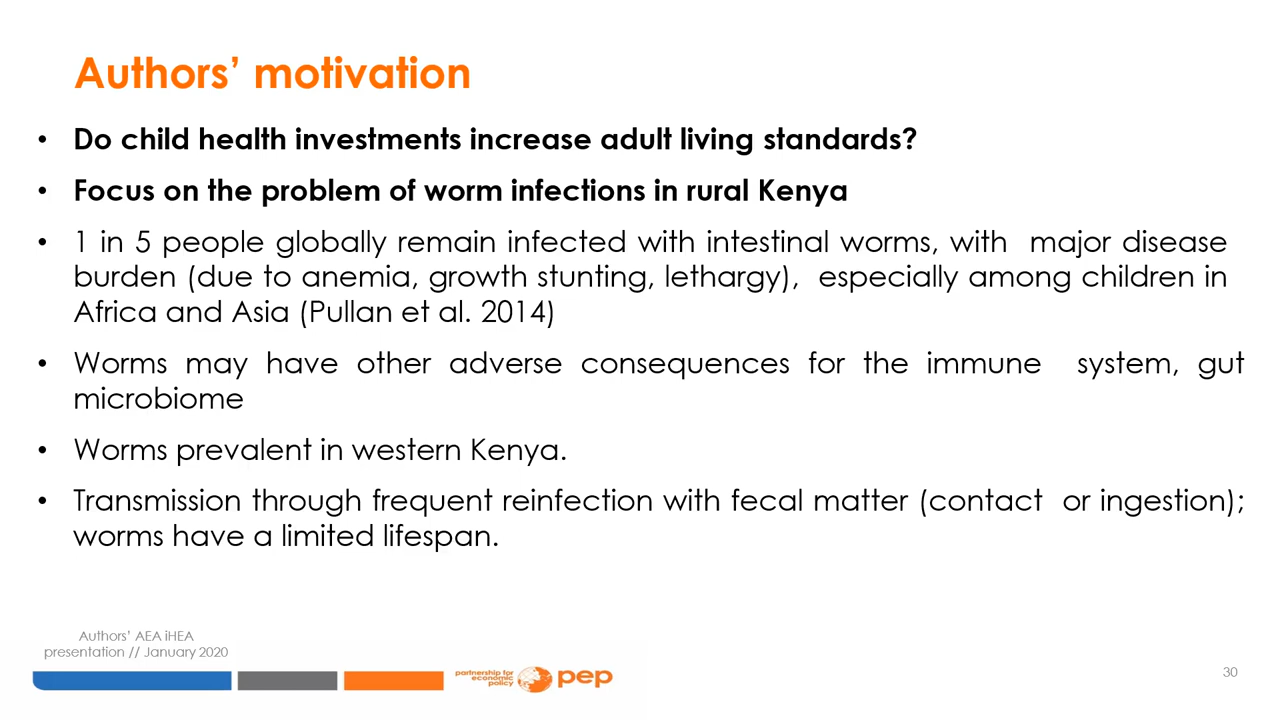 Authors’ motivation
• Do child health investments increase adult living standards?
• Focus on the problem of worm infections in rural Kenya
• 1 in 5 people globally remain infected with intestinal worms, with major disease
burden (due to anemia, growth stunting, lethargy), especially among children in
Africa and Asia (Pullan et al. 2014)
• Worms may have other adverse consequences for the immune system, gut
microbiome
• Worms prevalent in western Kenya.
• Transmission through frequent reinfection with fecal matter (contact or ingestion);
worms have a limited lifespan.
Authors’ AEA iHEA
presentation // January 2020
partnership for
economic
policy
pep
30